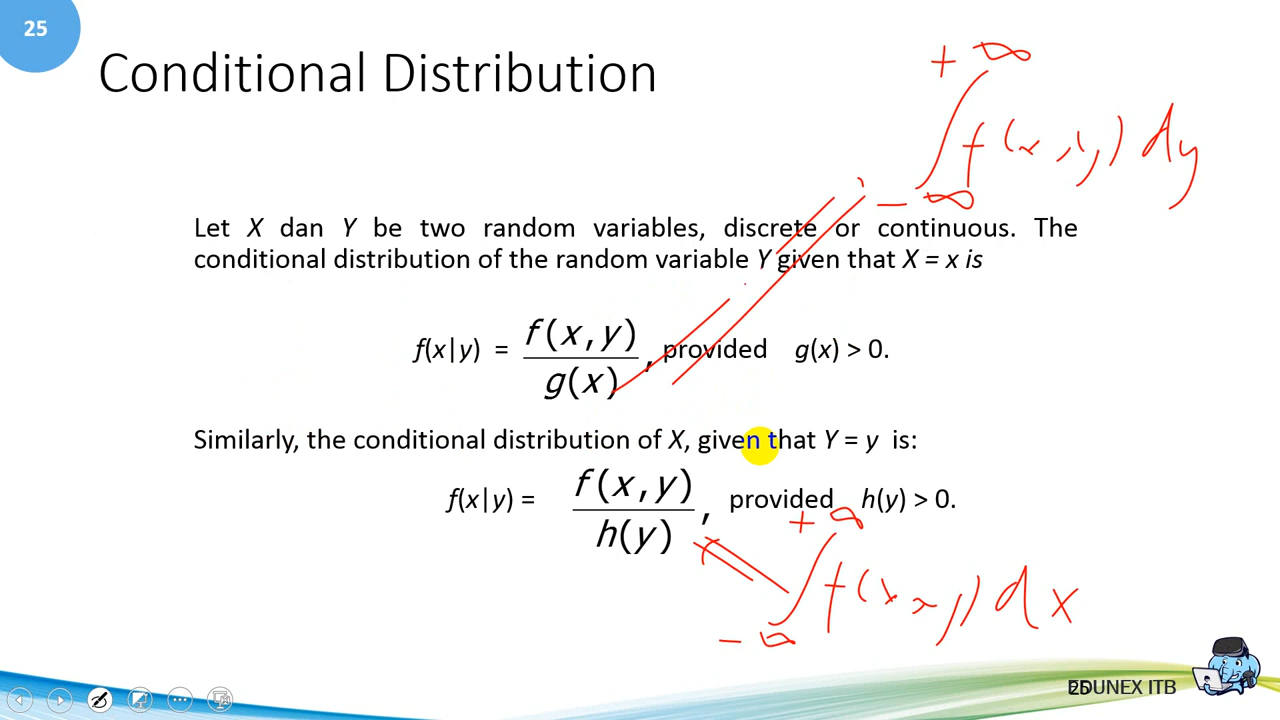 25
Conditional Distribution
+ ∞
∫ f(x, y) dy
- ∞
Let X dan Y be two random variables, discrete or continuous. The
conditional distribution of the random variable Y given that X = x is
f(x|y) = f(x,y) / g(x) , provided g(x) > 0.
Similarly, the conditional distribution of X, given that Y = y is:
f(x|y) = f(x,y) / h(y) , provided h(y) > 0.
+ ∞
∫ f(x, y) dx
- ∞
EDUNEX ITB
25